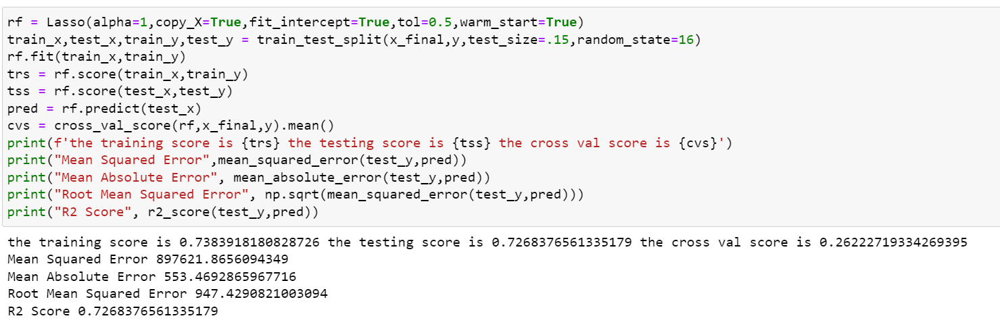 rf = Lasso(alpha=1,copy_X=True,fit_intercept=True,tol=0.5,warm_start=True)
train_x,test_x,train_y,test_y = train_test_split(x_final,y,test_size=.15,random_state=16)
rf.fit(train_x,train_y)
trs = rf.score(train_x,train_y)
tss = rf.score(test_x,test_y)
pred = rf.predict(test_x)
cvs = cross_val_score(rf,x_final,y).mean()
print(f'the training score is {trs} the testing score is {tss} the cross val score is {cvs}')
print("Mean Squared Error",mean_squared_error(test_y,pred))
print("Mean Absolute Error", mean_absolute_error(test_y,pred))
print("Root Mean Squared Error", np.sqrt(mean_squared_error(test_y,pred)))
print("R2 Score", r2_score(test_y,pred))
the training score is 0.7383918180828726 the testing score is 0.7268376561335179 the cross val score is 0.26222719334269395
Mean Squared Error 897621.8656094349
Mean Absolute Error 553.4692865967716
Root Mean Squared Error 947.4290821003094
R2 Score 0.7268376561335179